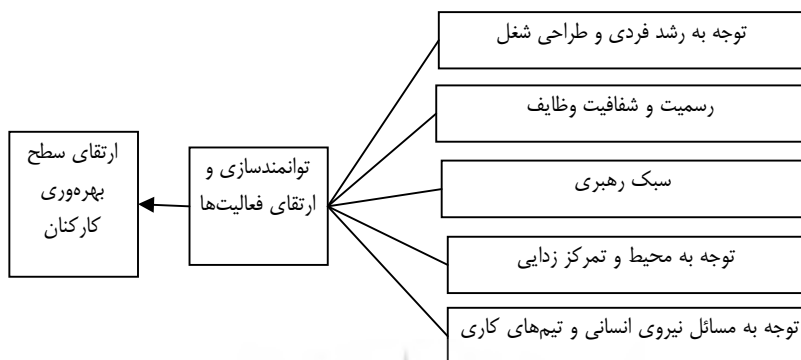 توجه به رشد فردی و طراحی شغل
رسمیت و شفافیت وظایف
سبک رهبری
توجه به محیط و تمرکز زدایی
توجه به مسائل نیروی انسانی و تیم‌های کاری
توانمندسازی و
ارتقای فعالیت‌ها
ارتقای سطح
بهره‌وری
کارکنان